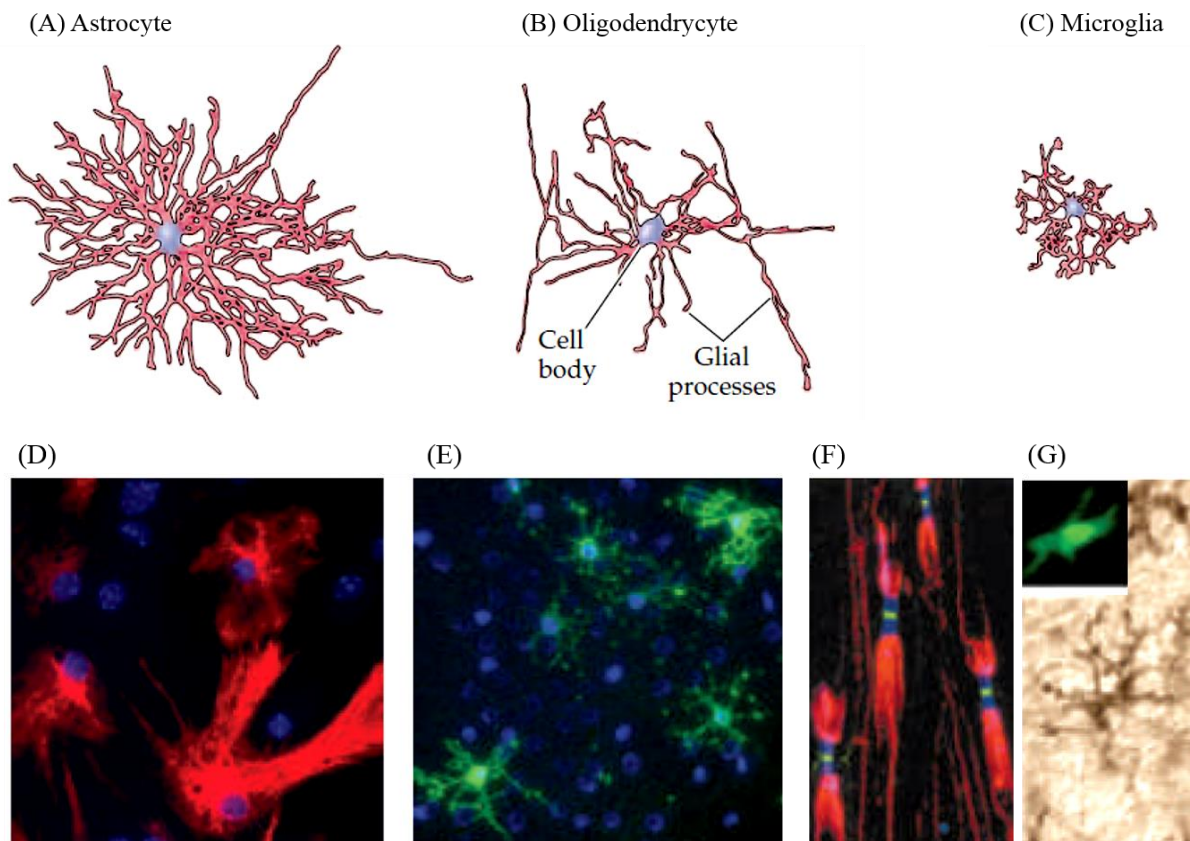 (A) Astrocyte
(B) Oligodendrycyte
(C) Microglia
Cell
body
Glial
processes
(D)
(E)
(F)
(G)